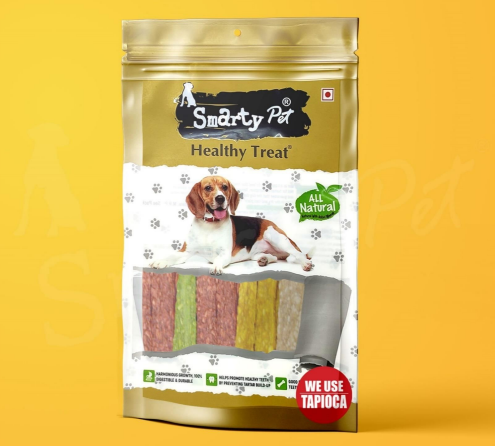 Smarty Pet®
Healthy Treat®
ALL
Natural
HARMONIOUS GROWTH, 100%
DIGESTIBLE & DURABLE
HELPS PROMOTE HEALTHY TEETH
BY PREVENTING TARTAR BUILD-UP
GOOD
WE USE
TAPIOCA